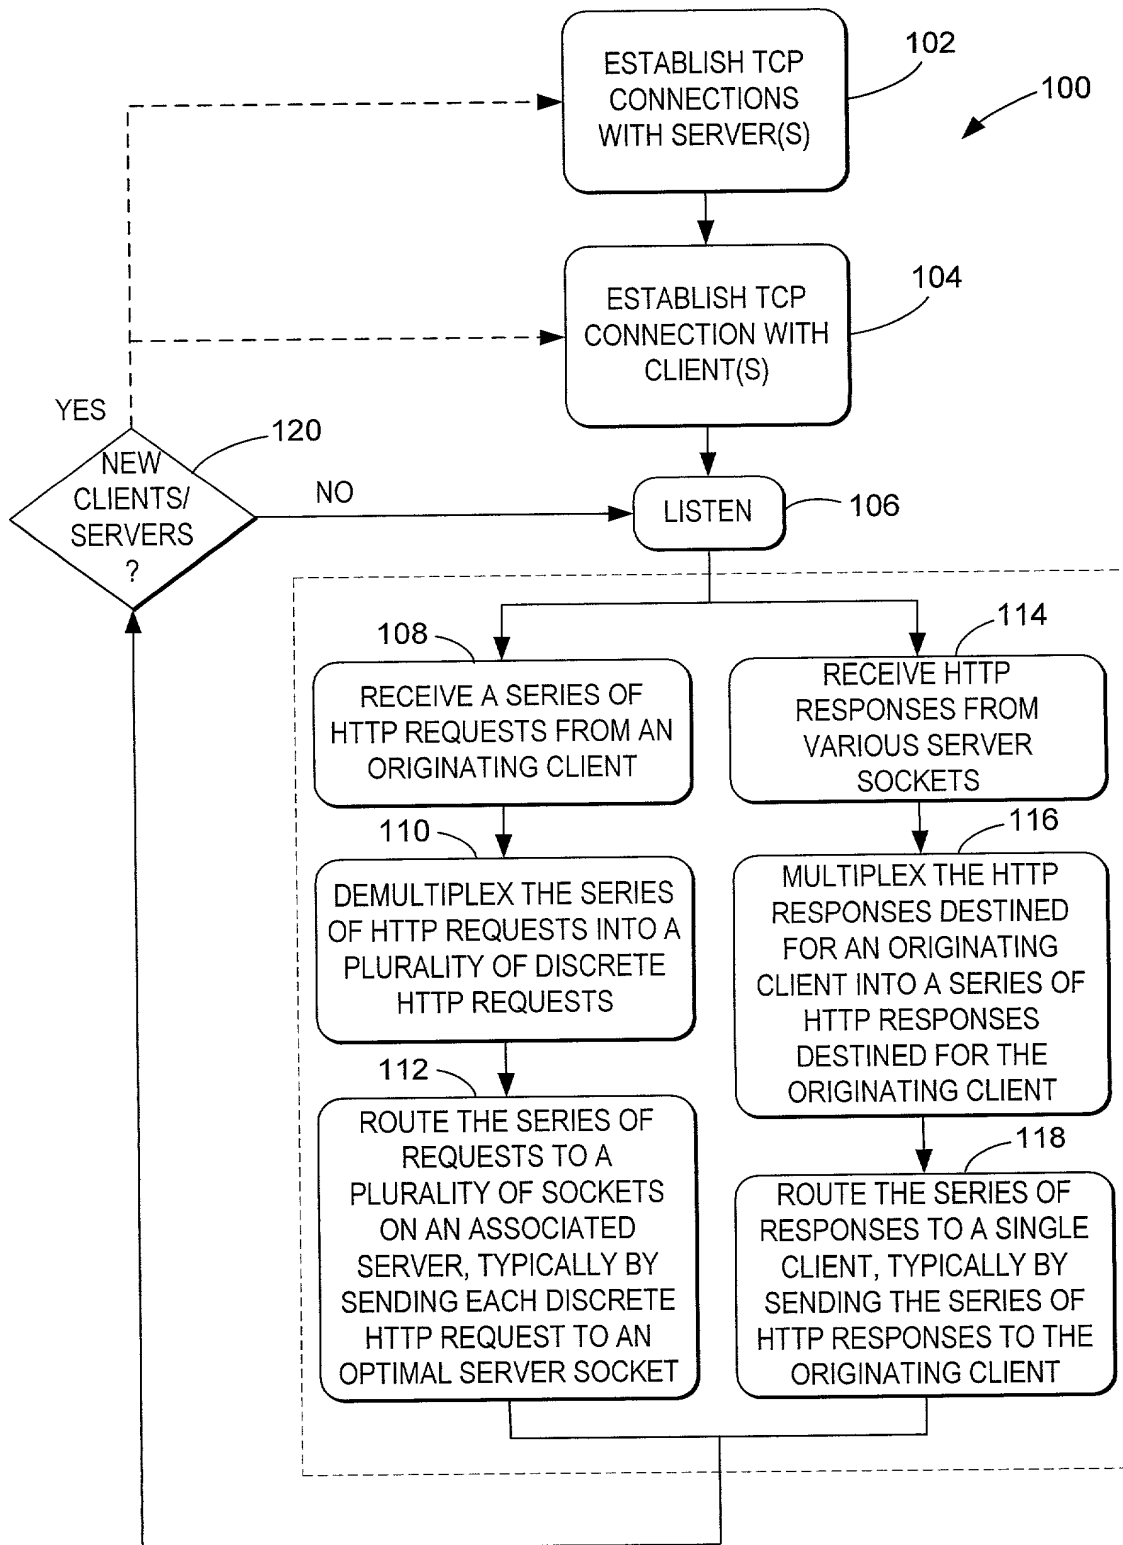 ESTABLISH TCP
CONNECTIONS
WITH SERVER(S)
102
100
ESTABLISH TCP
CONNECTION WITH
CLIENT(S)
104
YES
120
NEW
CLIENTS/
SERVERS
?
NO
LISTEN
106
108
RECEIVE A SERIES OF
HTTP REQUESTS FROM AN
ORIGINATING CLIENT
110
DEMULTIPLEX THE SERIES
OF HTTP REQUESTS INTO A
PLURALITY OF DISCRETE
HTTP REQUESTS
112
ROUTE THE SERIES OF
REQUESTS TO A
PLURALITY OF SOCKETS
ON AN ASSOCIATED
SERVER, TYPICALLY BY
SENDING EACH DISCRETE
HTTP REQUEST TO AN
OPTIMAL SERVER SOCKET
114
RECEIVE HTTP
RESPONSES FROM
VARIOUS SERVER
SOCKETS
116
MULTIPLEX THE HTTP
RESPONSES DESTINED
FOR AN ORIGINATING
CLIENT INTO A SERIES OF
HTTP RESPONSES
DESTINED FOR THE
ORIGINATING CLIENT
118
ROUTE THE SERIES OF
RESPONSES TO A SINGLE
CLIENT, TYPICALLY BY
SENDING THE SERIES OF
HTTP RESPONSES TO THE
ORIGINATING CLIENT